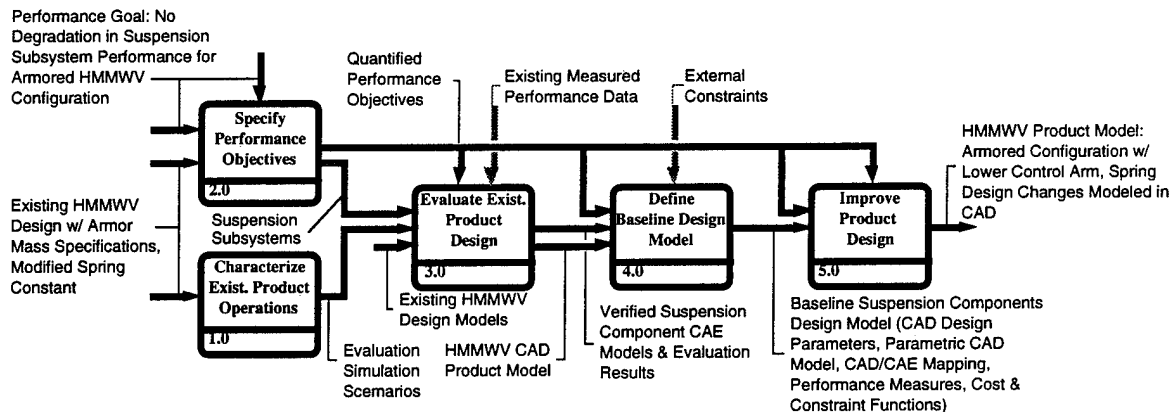 Performance Goal: No
Degradation in Suspension
Subsystem Performance for
Armored HMMWV
Configuration
Quantified
Performance
Objectives
Existing Measured
Performance Data
External
Constraints
Specify
Performance
Objectives
2.0
HMMWV Product Model:
Armored Configuration w/
Lower Control Arm, Spring
Design Changes Modeled in
CAD
Existing HMMWV
Design w/ Armor
Mass Specifications,
Modified Spring
Constant
Suspension
Subsystems
Evaluate Exist.
Product
Design
3.0
Define
Baseline Design
Model
4.0
Improve
Product
Design
5.0
Characterize
Exist. Product
Operations
1.0
Existing HMMWV
Design Models
Evaluation
Simulation
Scemarios
HMMWV CAD
Product Model
Verified Suspension
Component CAE
Models & Evaluation
Results
Baseline Suspension Components
Design Model (CAD Design
Parameters, Parametric CAD
Model, CAD/CAE Mapping,
Performance Measures, Cost &
Constraint Functions)